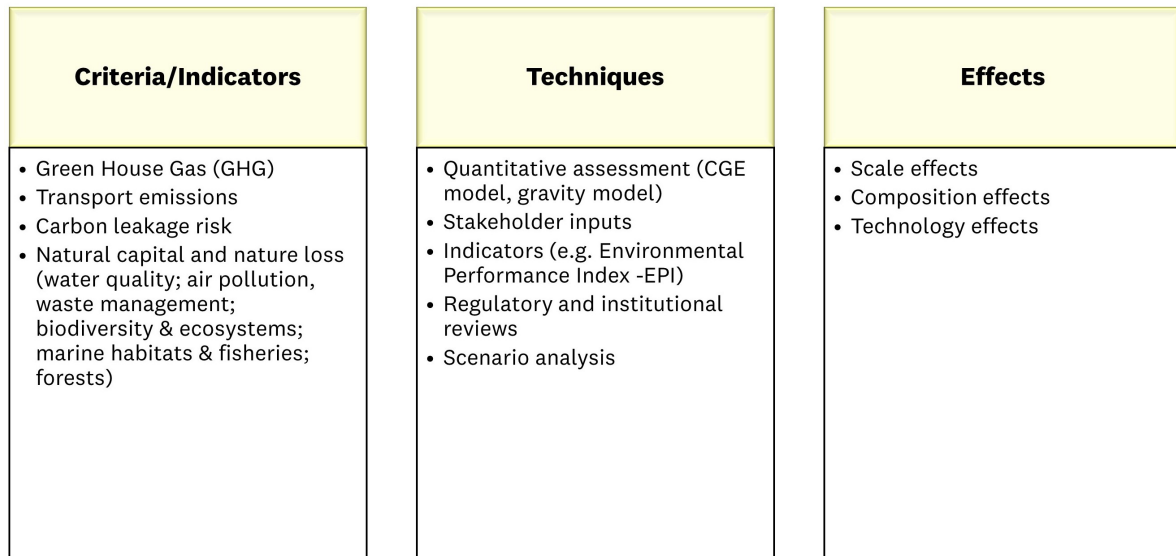 Criteria/Indicators
• Green House Gas (GHG)
• Transport emissions
• Carbon leakage risk
• Natural capital and nature loss
(water quality; air pollution,
waste management;
biodiversity & ecosystems;
marine habitats & fisheries;
forests)
Techniques
• Quantitative assessment (CGE
model, gravity model)
• Stakeholder inputs
• Indicators (e.g. Environmental
Performance Index -EPI)
• Regulatory and institutional
reviews
• Scenario analysis
Effects
• Scale effects
• Composition effects
• Technology effects